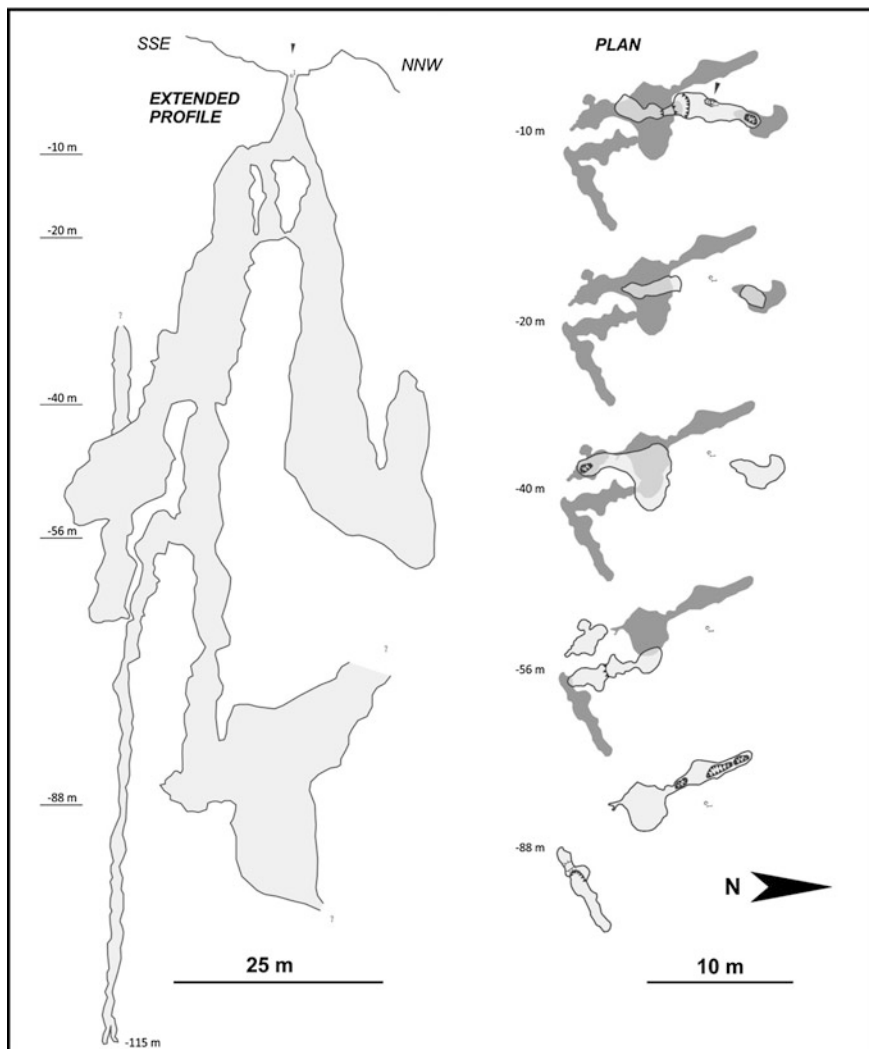 SSE
NNW
EXTENDED
PROFILE
-10 m
-20 m
?
-40 m
-56 m
?
-88 m
?
25 m
-115 m
PLAN
-10 m
-20 m
-40 m
-56 m
-88 m
N
10 m